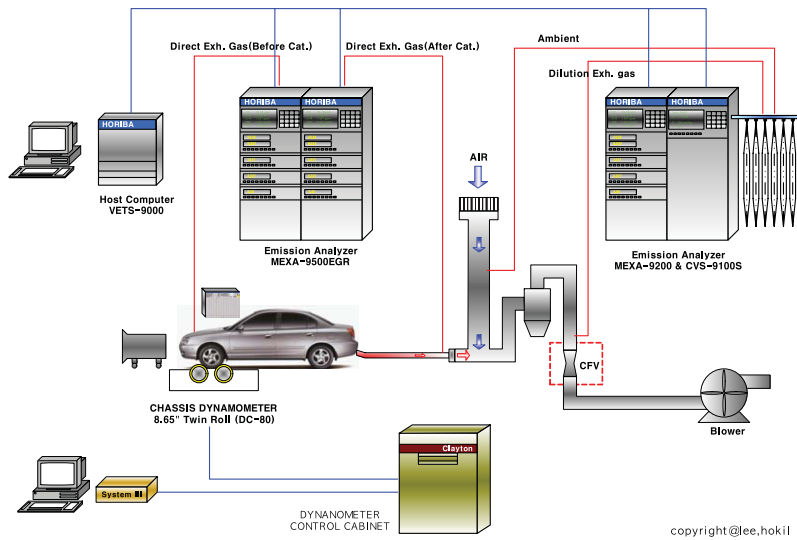 Direct Exh. Gas(Before Cat.)
Direct Exh. Gas(After Cat.)
Ambient
Dilution Exh. gas
HORIBA
HORIBA
HORIBA
HORIBA
HORIBA
AIR
Host Computer
VETS-9000
Emission Analyzer
MEXA-9500EGR
Emission Analyzer
MEXA-9200 & CVS-9100S
CFV
CHASSIS DYNAMOMETER
8.65" Twin Roll (DC-80)
Blower
Clayton
System III
DYNANOMETER
CONTROL CABINET
copyright@lee,hokil